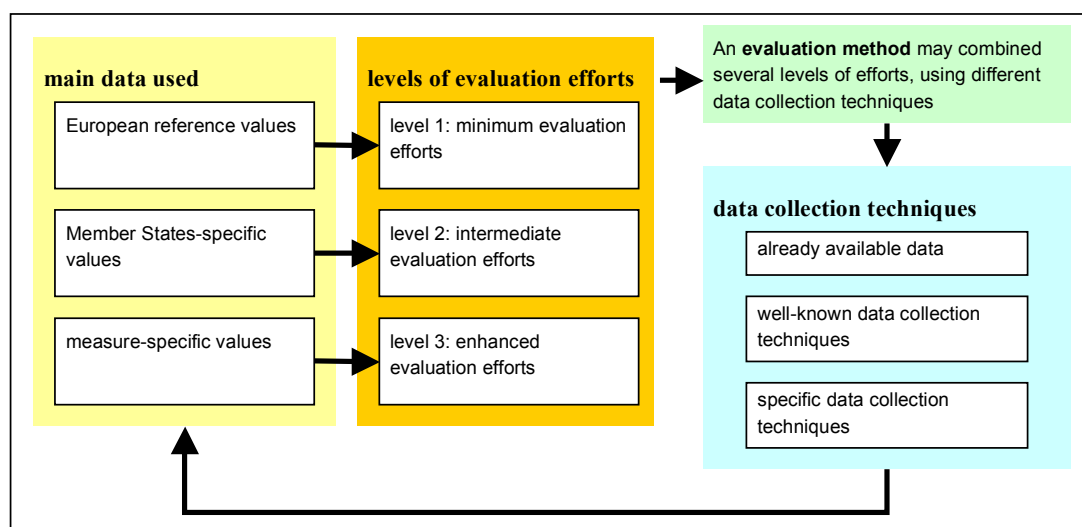 main data used
European reference values
Member States-specific
values
measure-specific values
levels of evaluation efforts
level 1: minimum evaluation
efforts
level 2: intermediate
evaluation efforts
level 3: enhanced
evaluation efforts
An evaluation method may combined
several levels of efforts, using different
data collection techniques
data collection techniques
already available data
well-known data collection
techniques
specific data collection
techniques